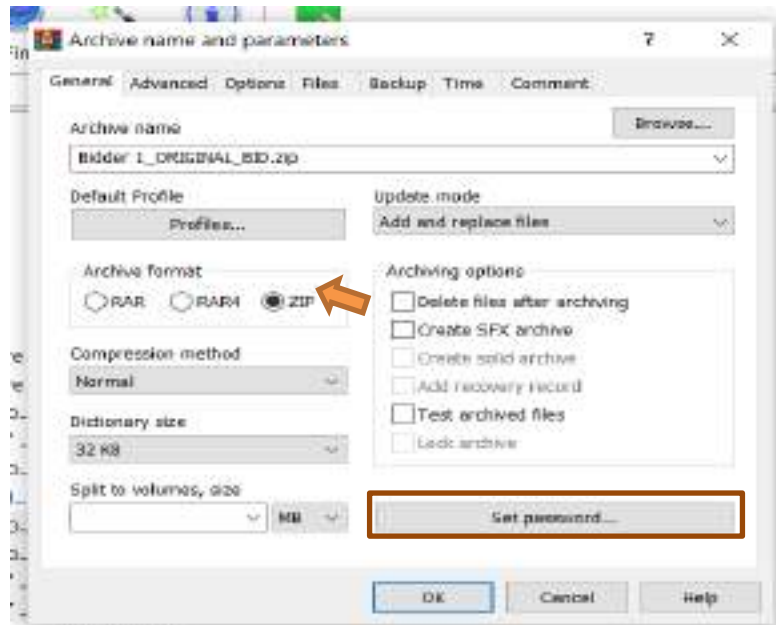 Fin
Archive name and parameters ? ×
General Advanced Options Files Backup Time Comment
Archive name Browse...
Bidder 1_ORIGINAL_BID.zip
Default Profile Update mode
Profiles... Add and replace files
Archive format Archiving options
RAR RAR4 ZIP Delete files after archiving
Create SFX archive
Compression method Create solid archive
Normal Add recovery record
Dictionary size Test archived files
32 KB Lock archive
Split to volumes, size
MB Set password...
OK Cancel Help